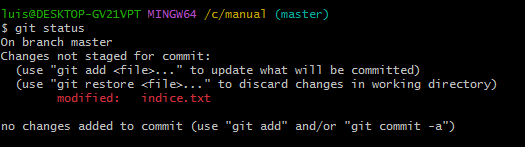 luis@DESKTOP-GV21VPT MINGW64 /c/manual (master)
$ git status
On branch master
Changes not staged for commit:
  (use "git add <file>..." to update what will be committed)
  (use "git restore <file>..." to discard changes in working directory)
        modified:   indice.txt

no changes added to commit (use "git add" and/or "git commit -a")